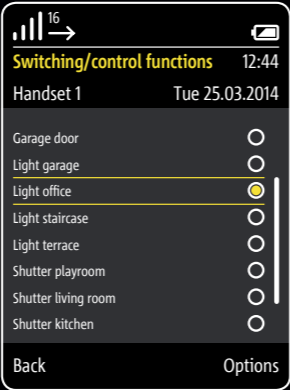 16
Switching/control functions 12:44
Handset 1 Tue 25.03.2014
Garage door
Light garage
Light office
Light staircase
Light terrace
Shutter playroom
Shutter living room
Shutter kitchen
Back Options